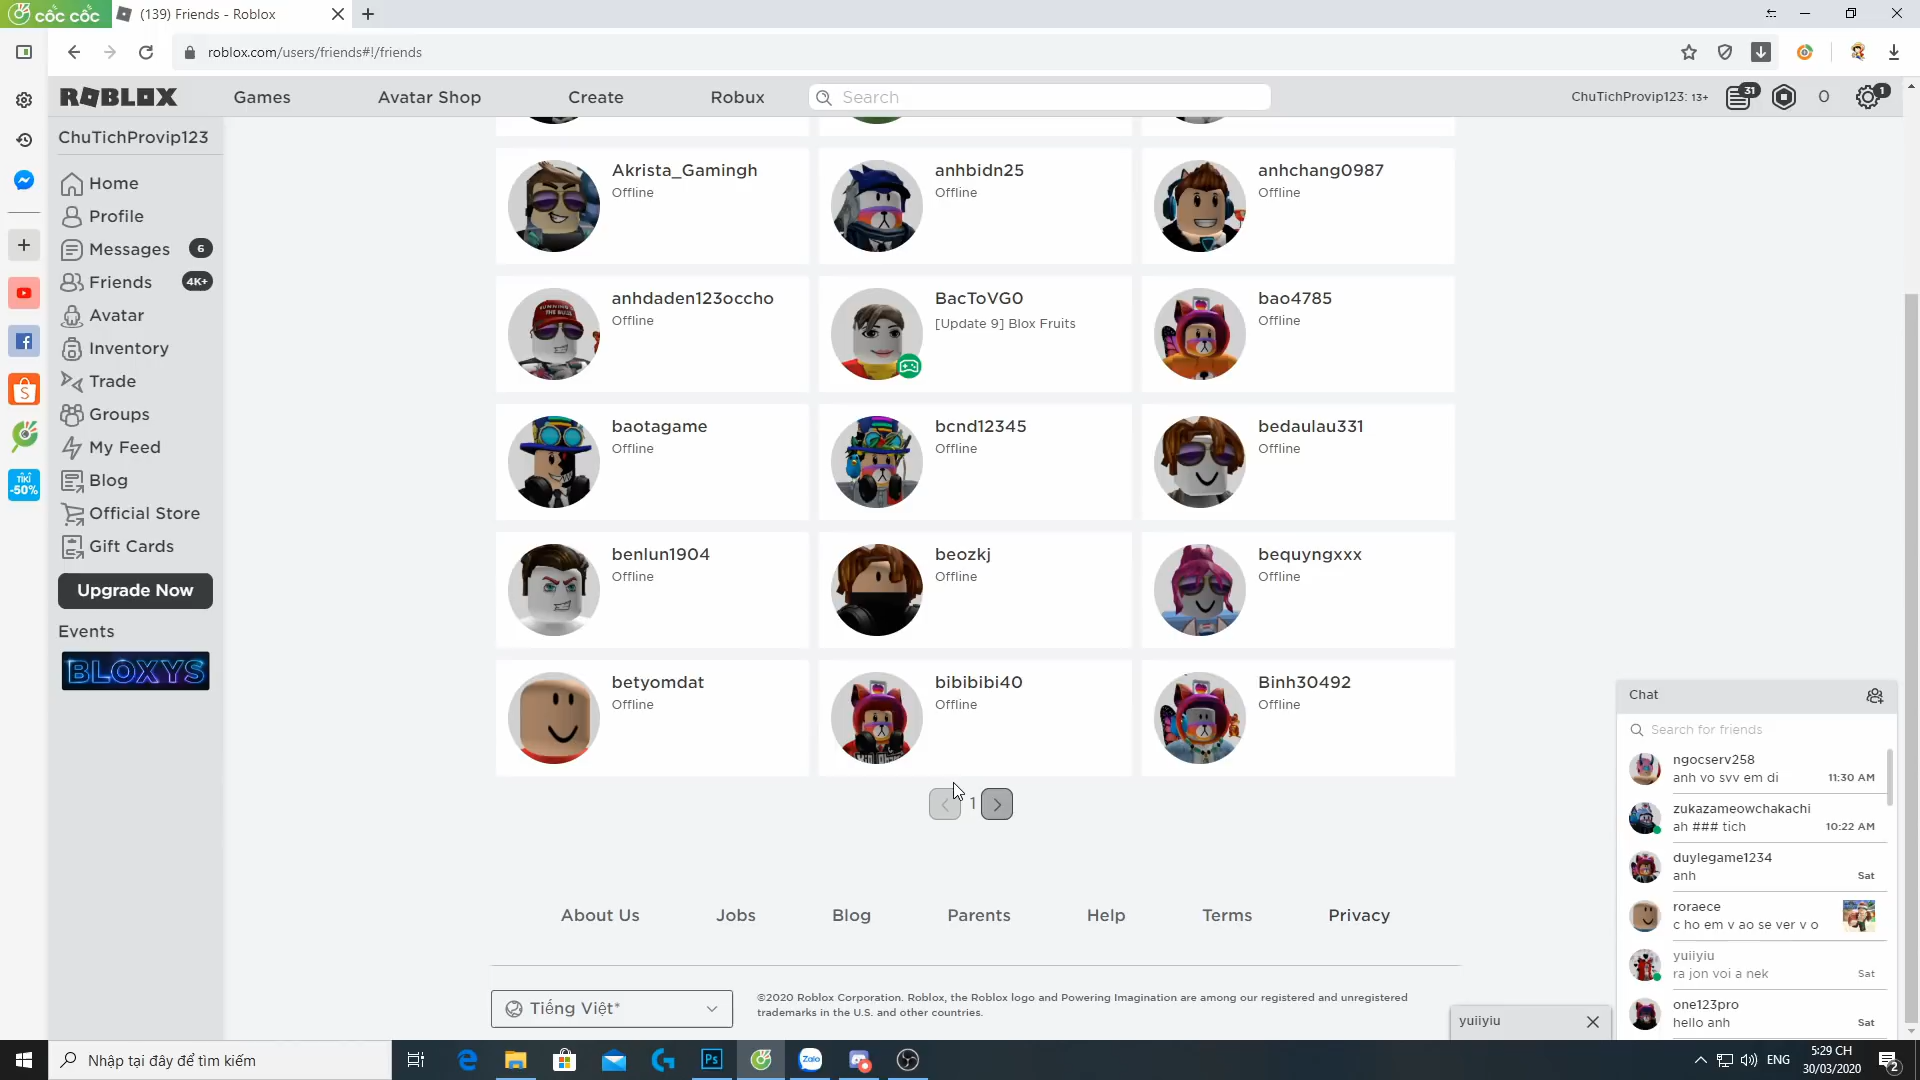 cốc cốc
(139) Friends - Roblox
roblox.com/users/friends#!/friends
ROBLOX
Games
Avatar Shop
Create
Robux
Search
ChuTichProvip123: 13+
31
0
1
ChuTichProvip123
Home
Profile
Messages
6
Friends
4K+
Avatar
Inventory
Trade
Groups
My Feed
Blog
Official Store
Gift Cards
Upgrade Now
Events
BLOXYS
TIKI
-50%
Akrista_Gamingh
Offline
anhbidn25
Offline
anhchang0987
Offline
anhdaden123occho
Offline
BacToVG0
[Update 9] Blox Fruits
bao4785
Offline
baotagame
Offline
bcnd12345
Offline
bedaulau331
Offline
benlun1904
Offline
beozkj
Offline
bequyngxxx
Offline
betyomdat
Offline
bibibibi40
Offline
Binh30492
Offline
1
About Us
Jobs
Blog
Parents
Help
Terms
Privacy
Tiếng Việt*
©2020 Roblox Corporation. Roblox, the Roblox logo and Powering Imagination are among our registered and unregistered
trademarks in the U.S. and other countries.
Chat
Search for friends
ngocserv258
anh vo svv em di
11:30 AM
zukazameowchakachi
ah ### tich
10:22 AM
duylegame1234
anh
Sat
roraece
c ho em v ao se ver v o
yuiiyiu
ra jon voi a nek
Sat
one123pro
hello anh
Sat
yuiiyiu
Nhập tại đây để tìm kiếm
Ps
Zalo
ENG
5:29 CH
30/03/2020
2